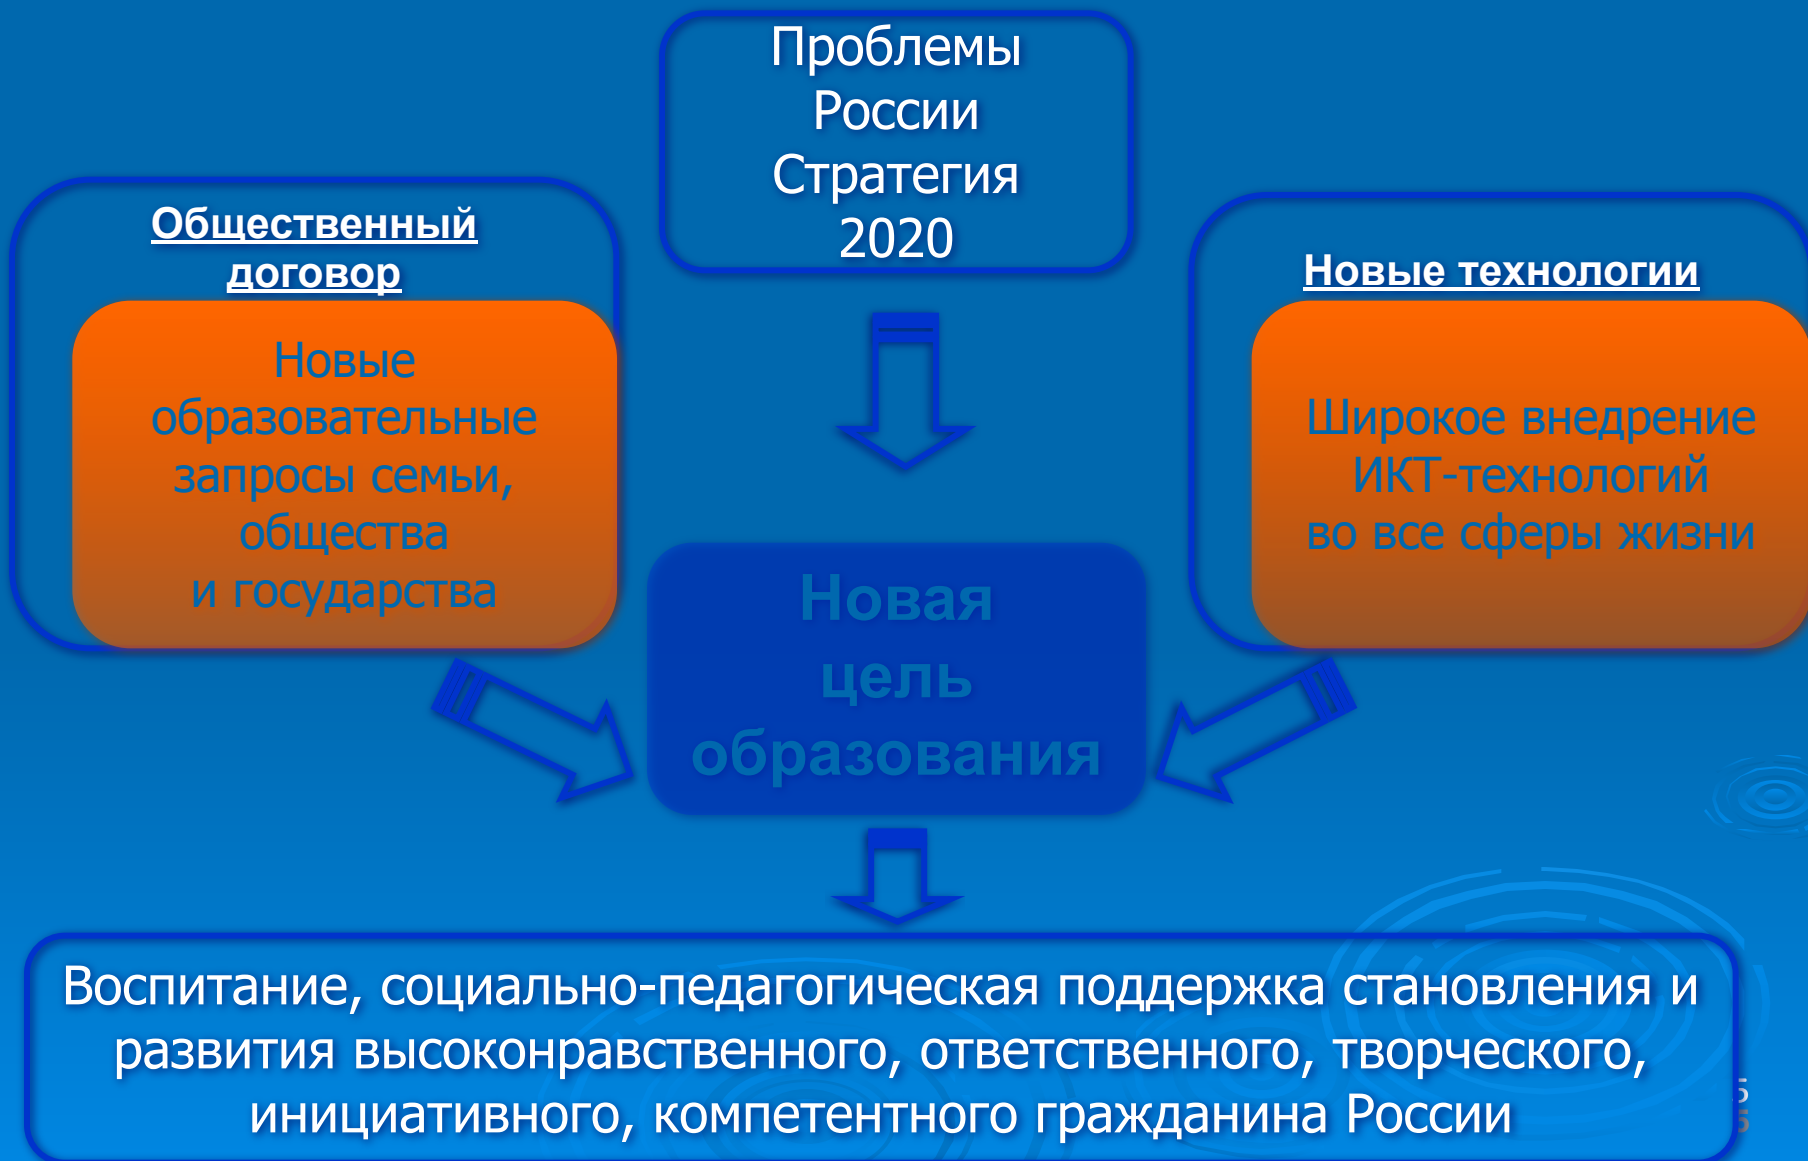 Проблемы
России
Стратегия
2020
Общественный
договор
Новые
образовательные
запросы семьи,
общества
и государства
Новые технологии
Широкое внедрение
ИКТ-технологий
во все сферы жизни
Новая
цель
образования
Воспитание, социально-педагогическая поддержка становления и
развития высоконравственного, ответственного, творческого,
инициативного, компетентного гражданина России